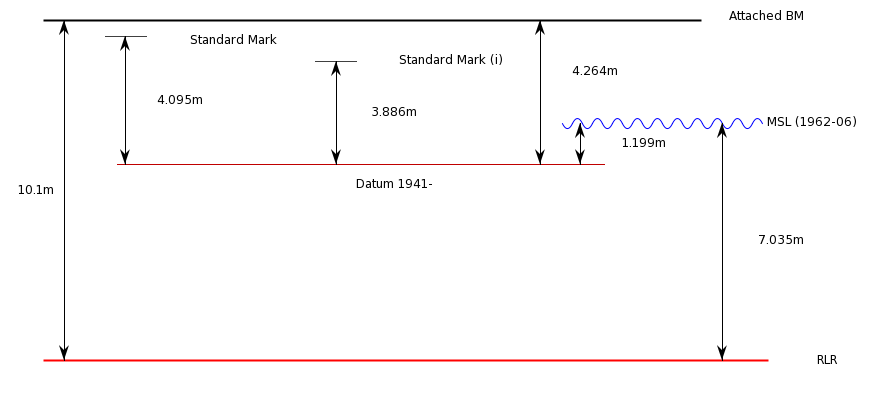 Attached BM
Standard Mark
Standard Mark (i)
4.264m
4.095m
3.886m
MSL (1962-06)
1.199m
Datum 1941-
10.1m
7.035m
RLR